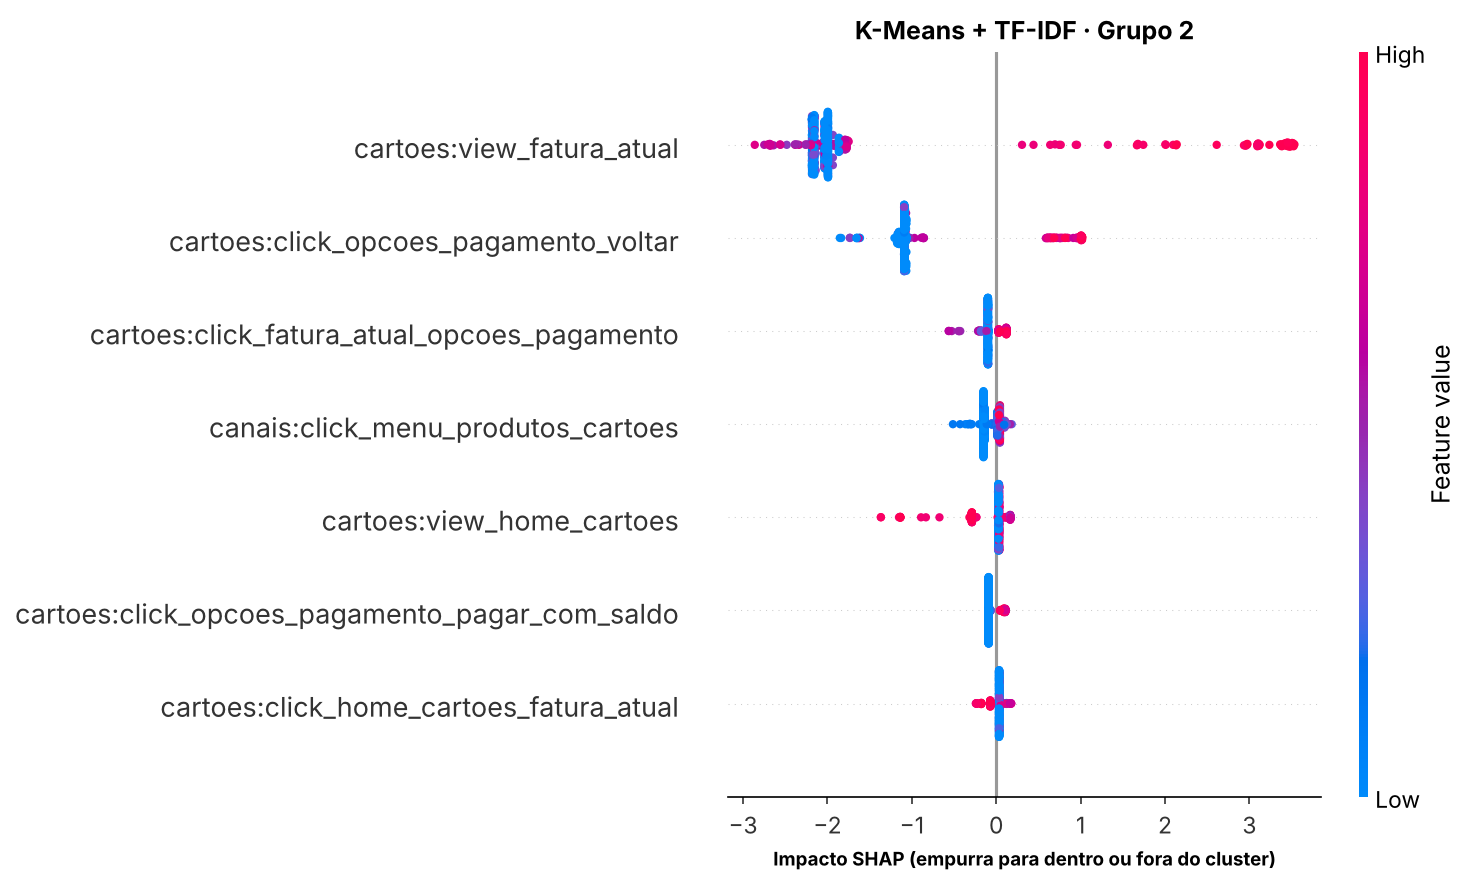 K-Means + TF-IDF · Grupo 2
High
cartoes:view_fatura_atual
cartoes:click_opcoes_pagamento_voltar
cartoes:click_fatura_atual_opcoes_pagamento
canais:click_menu_produtos_cartoes
cartoes:view_home_cartoes
cartoes:click_opcoes_pagamento_pagar_com_saldo
cartoes:click_home_cartoes_fatura_atual
Feature value
Low
−3 −2 −1 0 1 2 3
Impacto SHAP (empurra para dentro ou fora do cluster)